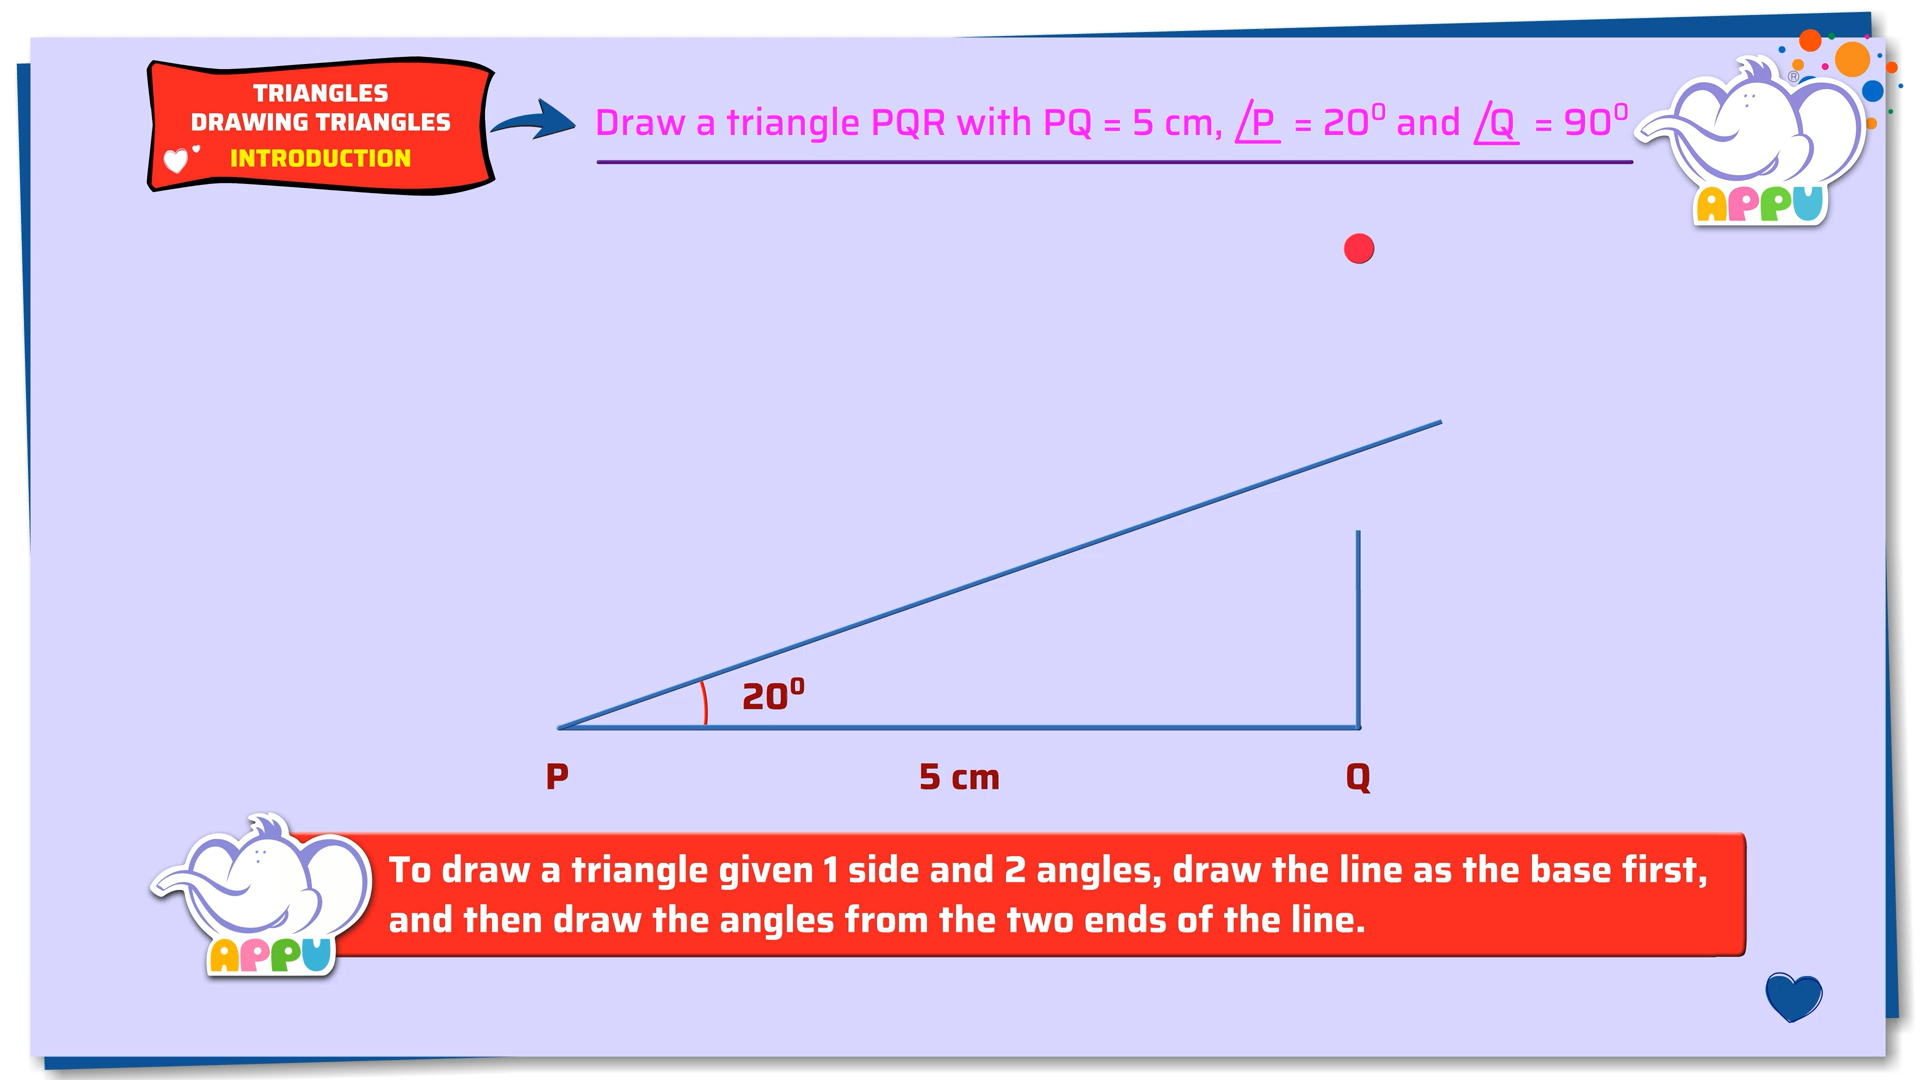 TRIANGLES
DRAWING TRIANGLES
INTRODUCTION
Draw a triangle PQR with PQ = 5 cm, ∠P = 20⁰ and ∠Q = 90⁰
®
APPU
20⁰
P
5 cm
Q
To draw a triangle given 1 side and 2 angles, draw the line as the base first,
and then draw the angles from the two ends of the line.
APPU